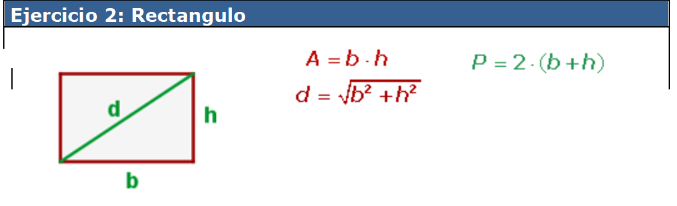 Ejercicio 2: Rectangulo
A = b · h
P = 2 · (b + h)
d = √b² + h²
d
h
b